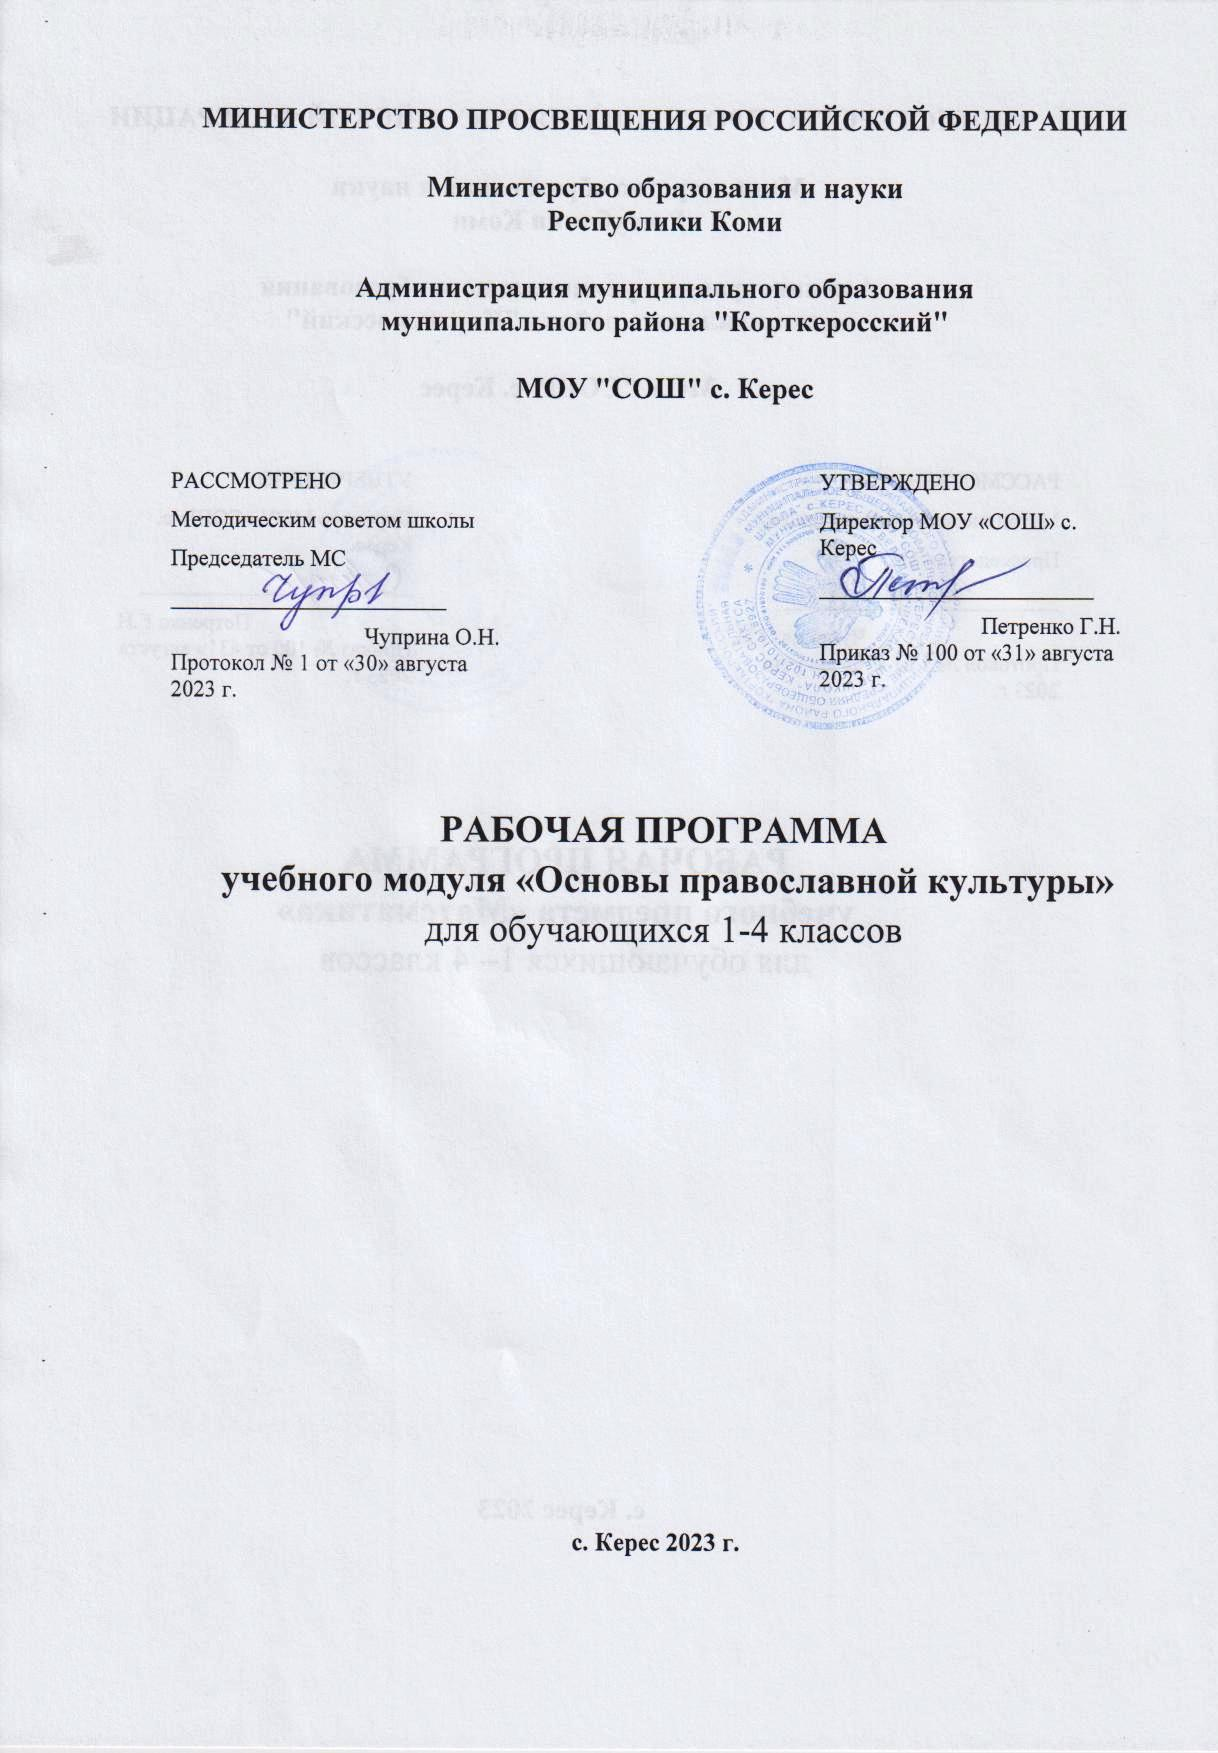 МИНИСТЕРСТВО ПРОСВЕЩЕНИЯ РОССИЙСКОЙ ФЕДЕРАЦИИ
Министерство образования и науки
Республики Коми
Администрация муниципального образования
муниципального района "Корткеросский"
МОУ "СОШ" с. Керес
РАССМОТРЕНО
Методическим советом школы
Председатель МС
Чупр
Чуприна О.Н.
Протокол № 1 от «30» августа
2023 г.
УТВЕРЖДЕНО
Директор МОУ «СОШ» с.
Керес
Петр
Петренко Г.Н.
Приказ № 100 от «31» августа
2023 г.
РАБОЧАЯ ПРОГРАММА
учебного модуля «Основы православной культуры»
для обучающихся 1-4 классов
с. Керес 2023 г.